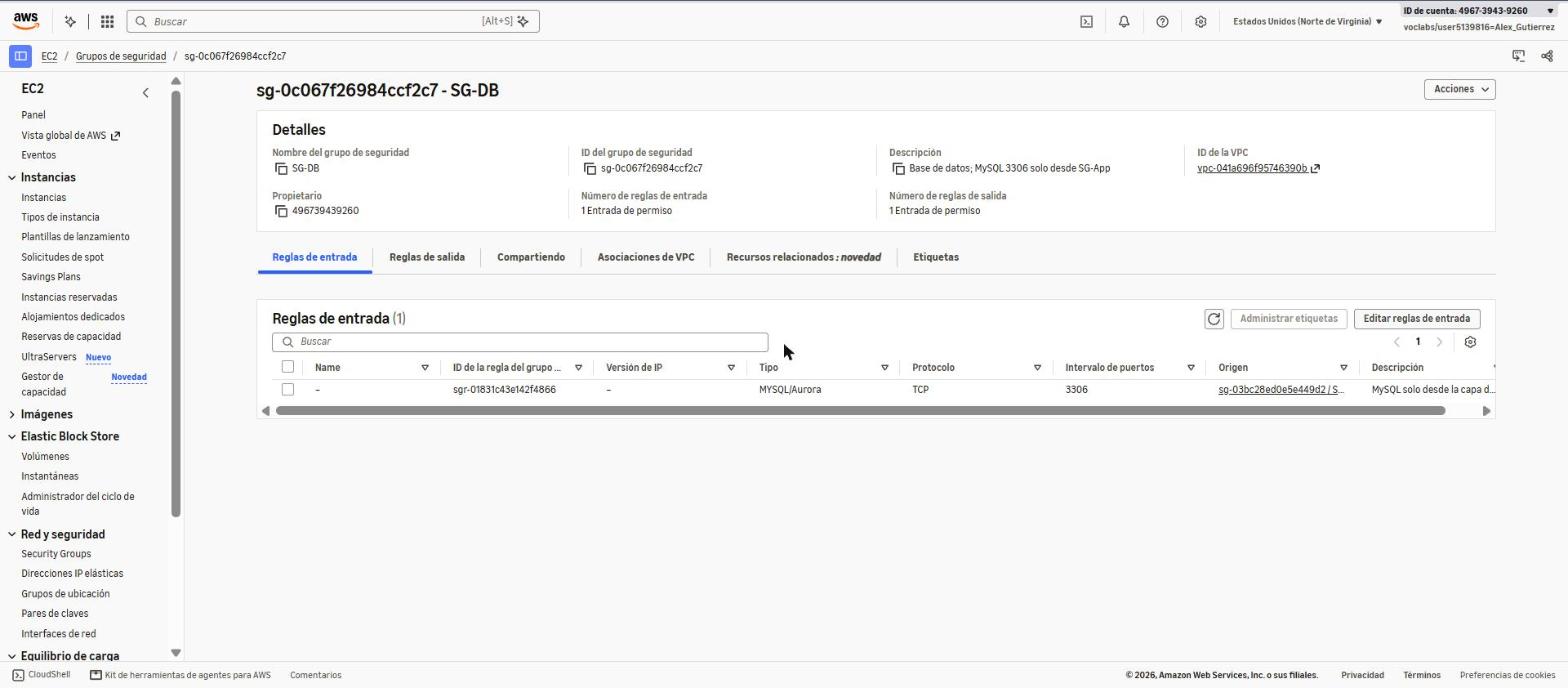 aws
Buscar [Alt+S]
Estados Unidos (Norte de Virginia)
ID de cuenta: 4967-3943-9260
voclabs/user5139816=Alex_Gutierrez
EC2 / Grupos de seguridad / sg-0c067f26984ccf2c7
EC2
Panel
Vista global de AWS
Eventos
Instancias
Instancias
Tipos de instancia
Plantillas de lanzamiento
Solicitudes de spot
Savings Plans
Instancias reservadas
Alojamientos dedicados
Reservas de capacidad
UltraServers Nuevo
Gestor de Novedad
capacidad
Imágenes
Elastic Block Store
Volúmenes
Instantáneas
Administrador del ciclo de
vida
Red y seguridad
Security Groups
Direcciones IP elásticas
Grupos de ubicación
Pares de claves
Interfaces de red
Equilibrio de carga
sg-0c067f26984ccf2c7 - SG-DB
Acciones
Detalles
Nombre del grupo de seguridad
SG-DB
ID del grupo de seguridad
sg-0c067f26984ccf2c7
Descripción
Base de datos; MySQL 3306 solo desde SG-App
ID de la VPC
vpc-041a696f95746390b
Propietario
496739439260
Número de reglas de entrada
1 Entrada de permiso
Número de reglas de salida
1 Entrada de permiso
Reglas de entrada Reglas de salida Compartiendo Asociaciones de VPC Recursos relacionados : novedad Etiquetas
Reglas de entrada (1)
Administrar etiquetas Editar reglas de entrada
Buscar
1
Name ID de la regla del grupo ... Versión de IP Tipo Protocolo Intervalo de puertos Origen Descripción
– sgr-01831c43e142f4866 – MYSQL/Aurora TCP 3306 sg-03bc28ed0e5e449d2 / S... MySQL solo desde la capa d...
CloudShell Kit de herramientas de agentes para AWS Comentarios
© 2026, Amazon Web Services, Inc. o sus filiales. Privacidad Términos Preferencias de cookies